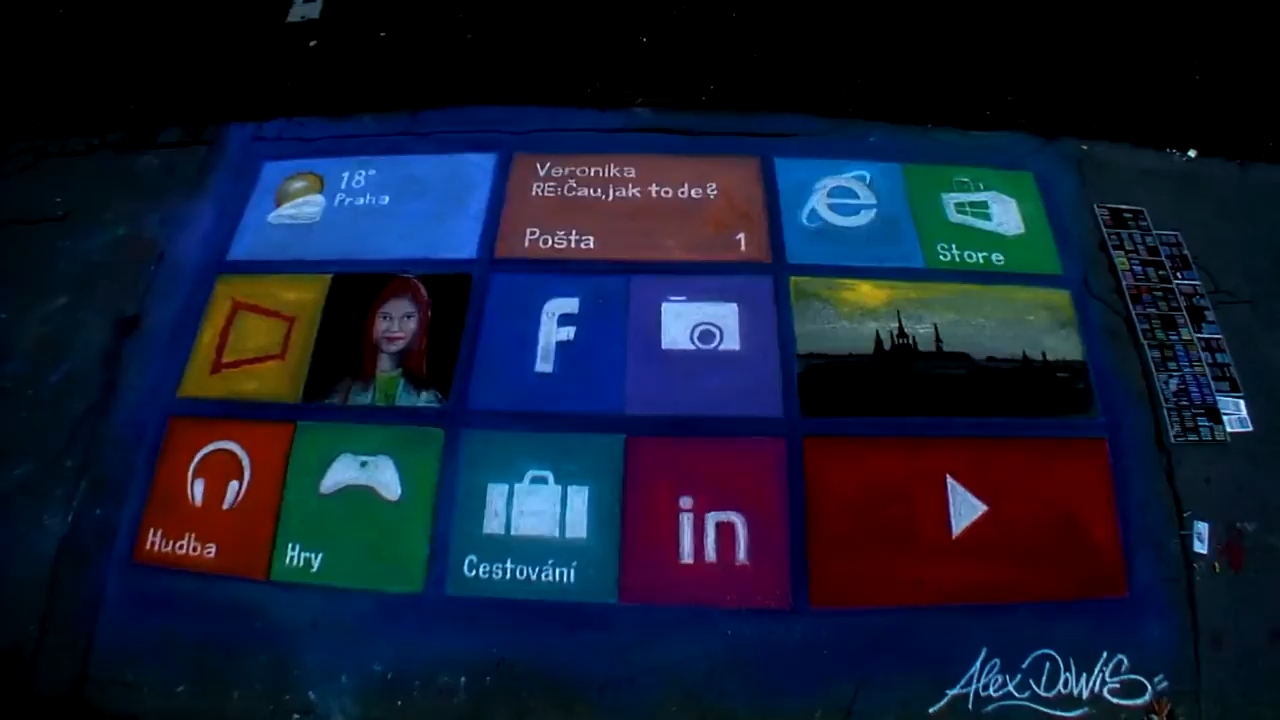 18°
Praha
Veronika
RE:Čau,jak to de?
Pošta 1
e
Store
f
Hudba
Hry
Cestování
in
Alex Dowis